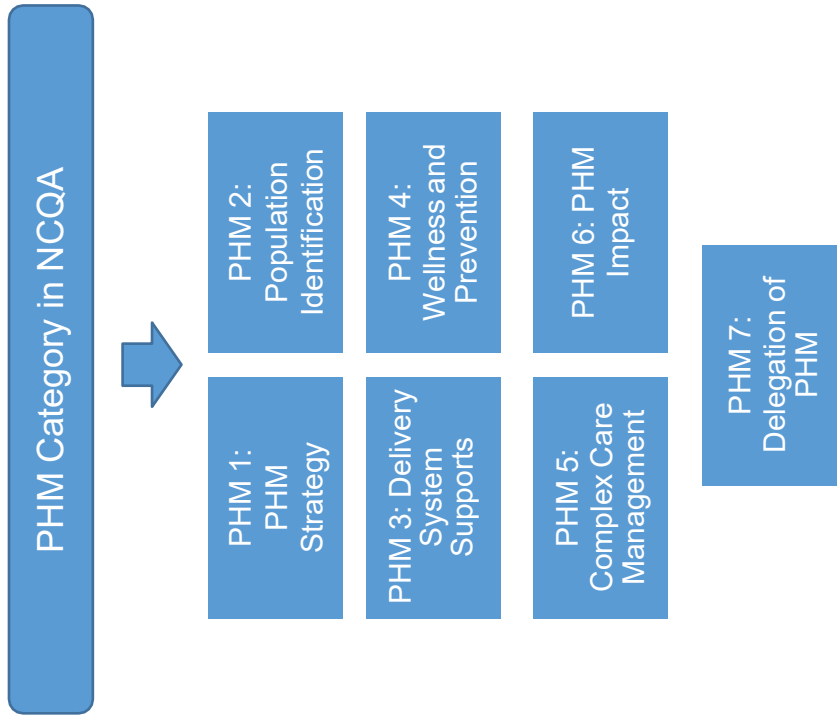 PHM Category in NCQA
PHM 1:
PHM
Strategy
PHM 2:
Population
Identification
PHM 3: Delivery
System
Supports
PHM 4:
Wellness and
Prevention
PHM 5:
Complex Care
Management
PHM 6: PHM
Impact
PHM 7:
Delegation of
PHM